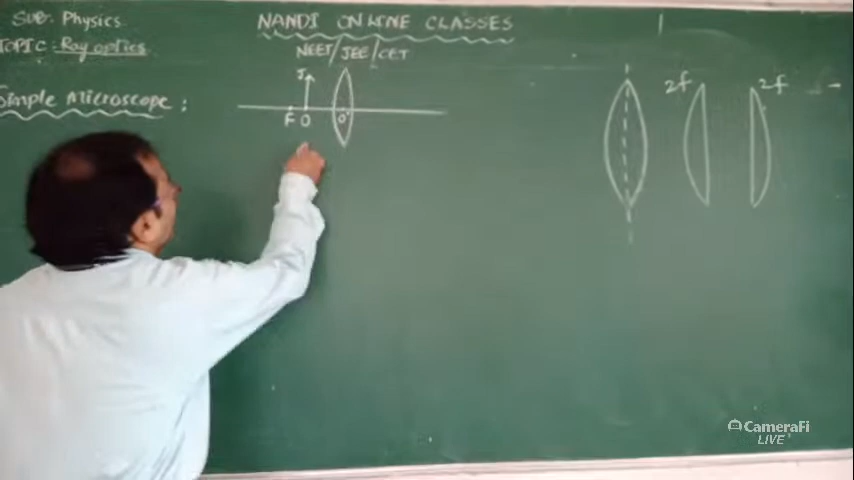 SUB: Physics
TOPIC: Ray optics
NANDI ONLINE CLASSES
NEET/JEE/CET
Simple Microscope:
J
F O O'
2f
2f
CameraFi
LIVE